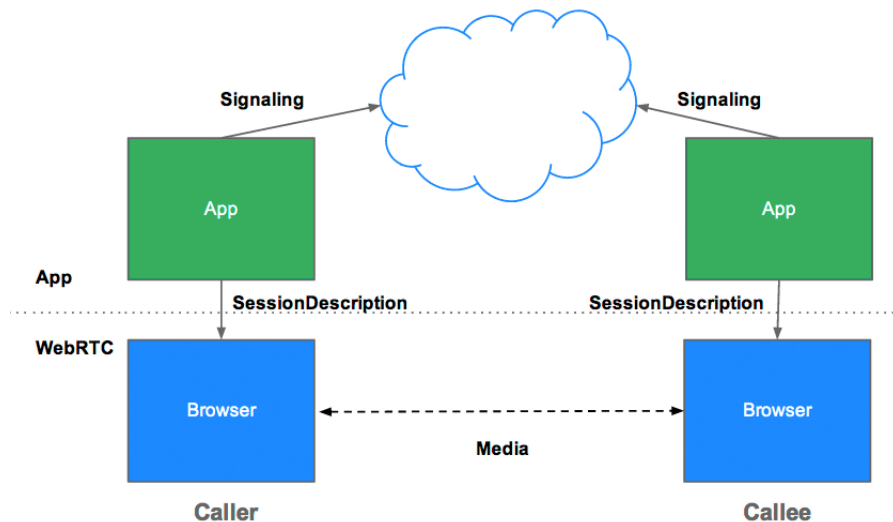 Signaling
Signaling
App
App
App
SessionDescription
SessionDescription
WebRTC
Browser
Browser
Media
Caller
Callee